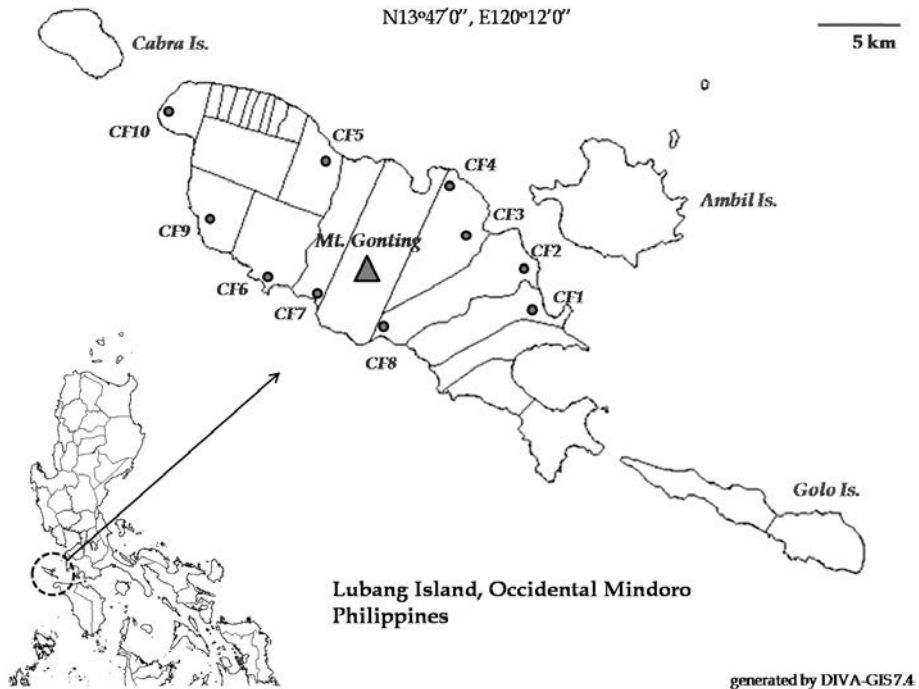 N13º47′0″, E120º12′0″
5 km
Cabra Is.
CF10
CF5
CF4
Ambil Is.
CF3
CF9
Mt. Gonting
CF2
CF6
CF7
CF1
CF8
Golo Is.
Lubang Island, Occidental Mindoro
Philippines
generated by DIVA-GIS7.4